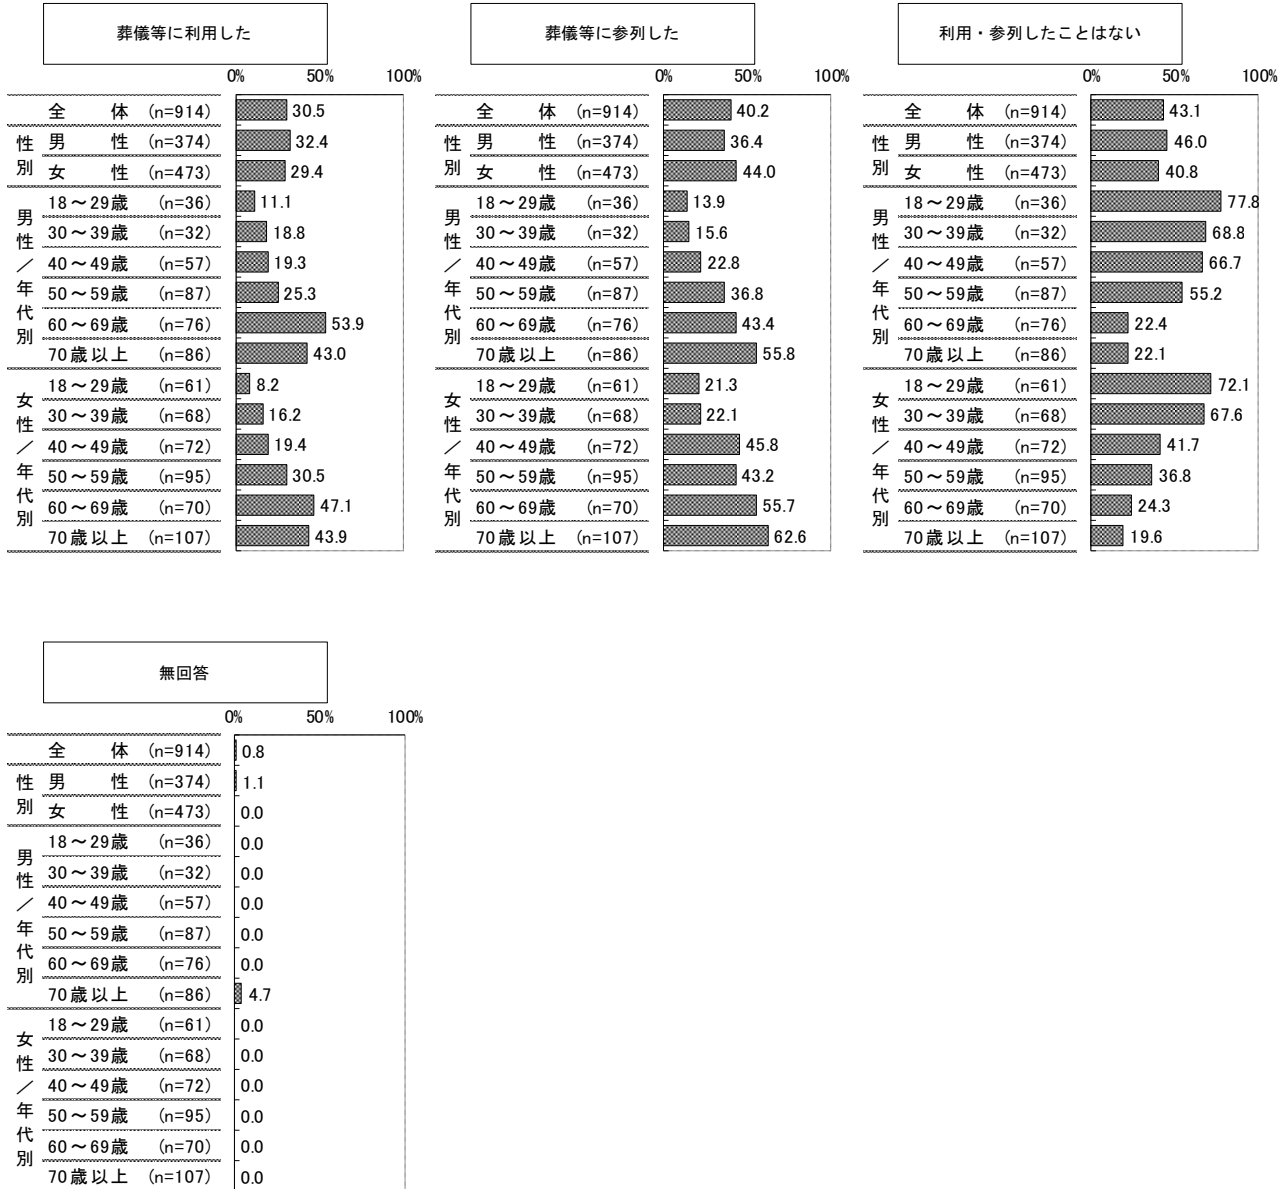 葬儀等に利用した
0% 50% 100%
全 体 (n=914) 30.5
性別
男 性 (n=374) 32.4
女 性 (n=473) 29.4
男性／年代別
18～29歳 (n=36) 11.1
30～39歳 (n=32) 18.8
40～49歳 (n=57) 19.3
50～59歳 (n=87) 25.3
60～69歳 (n=76) 53.9
70歳以上 (n=86) 43.0
女性／年代別
18～29歳 (n=61) 8.2
30～39歳 (n=68) 16.2
40～49歳 (n=72) 19.4
50～59歳 (n=95) 30.5
60～69歳 (n=70) 47.1
70歳以上 (n=107) 43.9
葬儀等に参列した
0% 50% 100%
全 体 (n=914) 40.2
性別
男 性 (n=374) 36.4
女 性 (n=473) 44.0
男性／年代別
18～29歳 (n=36) 13.9
30～39歳 (n=32) 15.6
40～49歳 (n=57) 22.8
50～59歳 (n=87) 36.8
60～69歳 (n=76) 43.4
70歳以上 (n=86) 55.8
女性／年代別
18～29歳 (n=61) 21.3
30～39歳 (n=68) 22.1
40～49歳 (n=72) 45.8
50～59歳 (n=95) 43.2
60～69歳 (n=70) 55.7
70歳以上 (n=107) 62.6
利用・参列したことはない
0% 50% 100%
全 体 (n=914) 43.1
性別
男 性 (n=374) 46.0
女 性 (n=473) 40.8
男性／年代別
18～29歳 (n=36) 77.8
30～39歳 (n=32) 68.8
40～49歳 (n=57) 66.7
50～59歳 (n=87) 55.2
60～69歳 (n=76) 22.4
70歳以上 (n=86) 22.1
女性／年代別
18～29歳 (n=61) 72.1
30～39歳 (n=68) 67.6
40～49歳 (n=72) 41.7
50～59歳 (n=95) 36.8
60～69歳 (n=70) 24.3
70歳以上 (n=107) 19.6
無回答
0% 50% 100%
全 体 (n=914) 0.8
性別
男 性 (n=374) 1.1
女 性 (n=473) 0.0
男性／年代別
18～29歳 (n=36) 0.0
30～39歳 (n=32) 0.0
40～49歳 (n=57) 0.0
50～59歳 (n=87) 0.0
60～69歳 (n=76) 0.0
70歳以上 (n=86) 4.7
女性／年代別
18～29歳 (n=61) 0.0
30～39歳 (n=68) 0.0
40～49歳 (n=72) 0.0
50～59歳 (n=95) 0.0
60～69歳 (n=70) 0.0
70歳以上 (n=107) 0.0